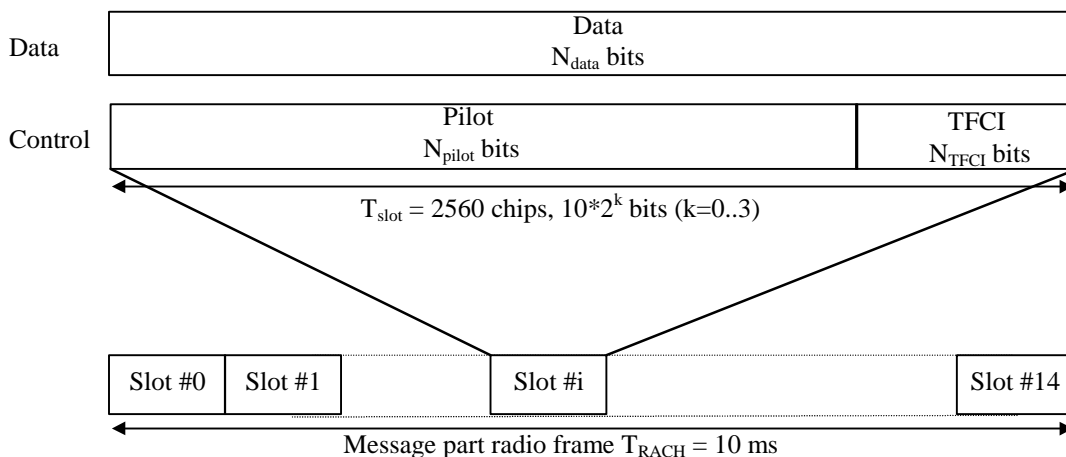 Data
Data
N_data bits
Control
Pilot
N_pilot bits
TFCI
N_TFCI bits
T_slot = 2560 chips, 10*2^k bits (k=0..3)
Slot #0
Slot #1
Slot #i
Slot #14
Message part radio frame T_RACH = 10 ms